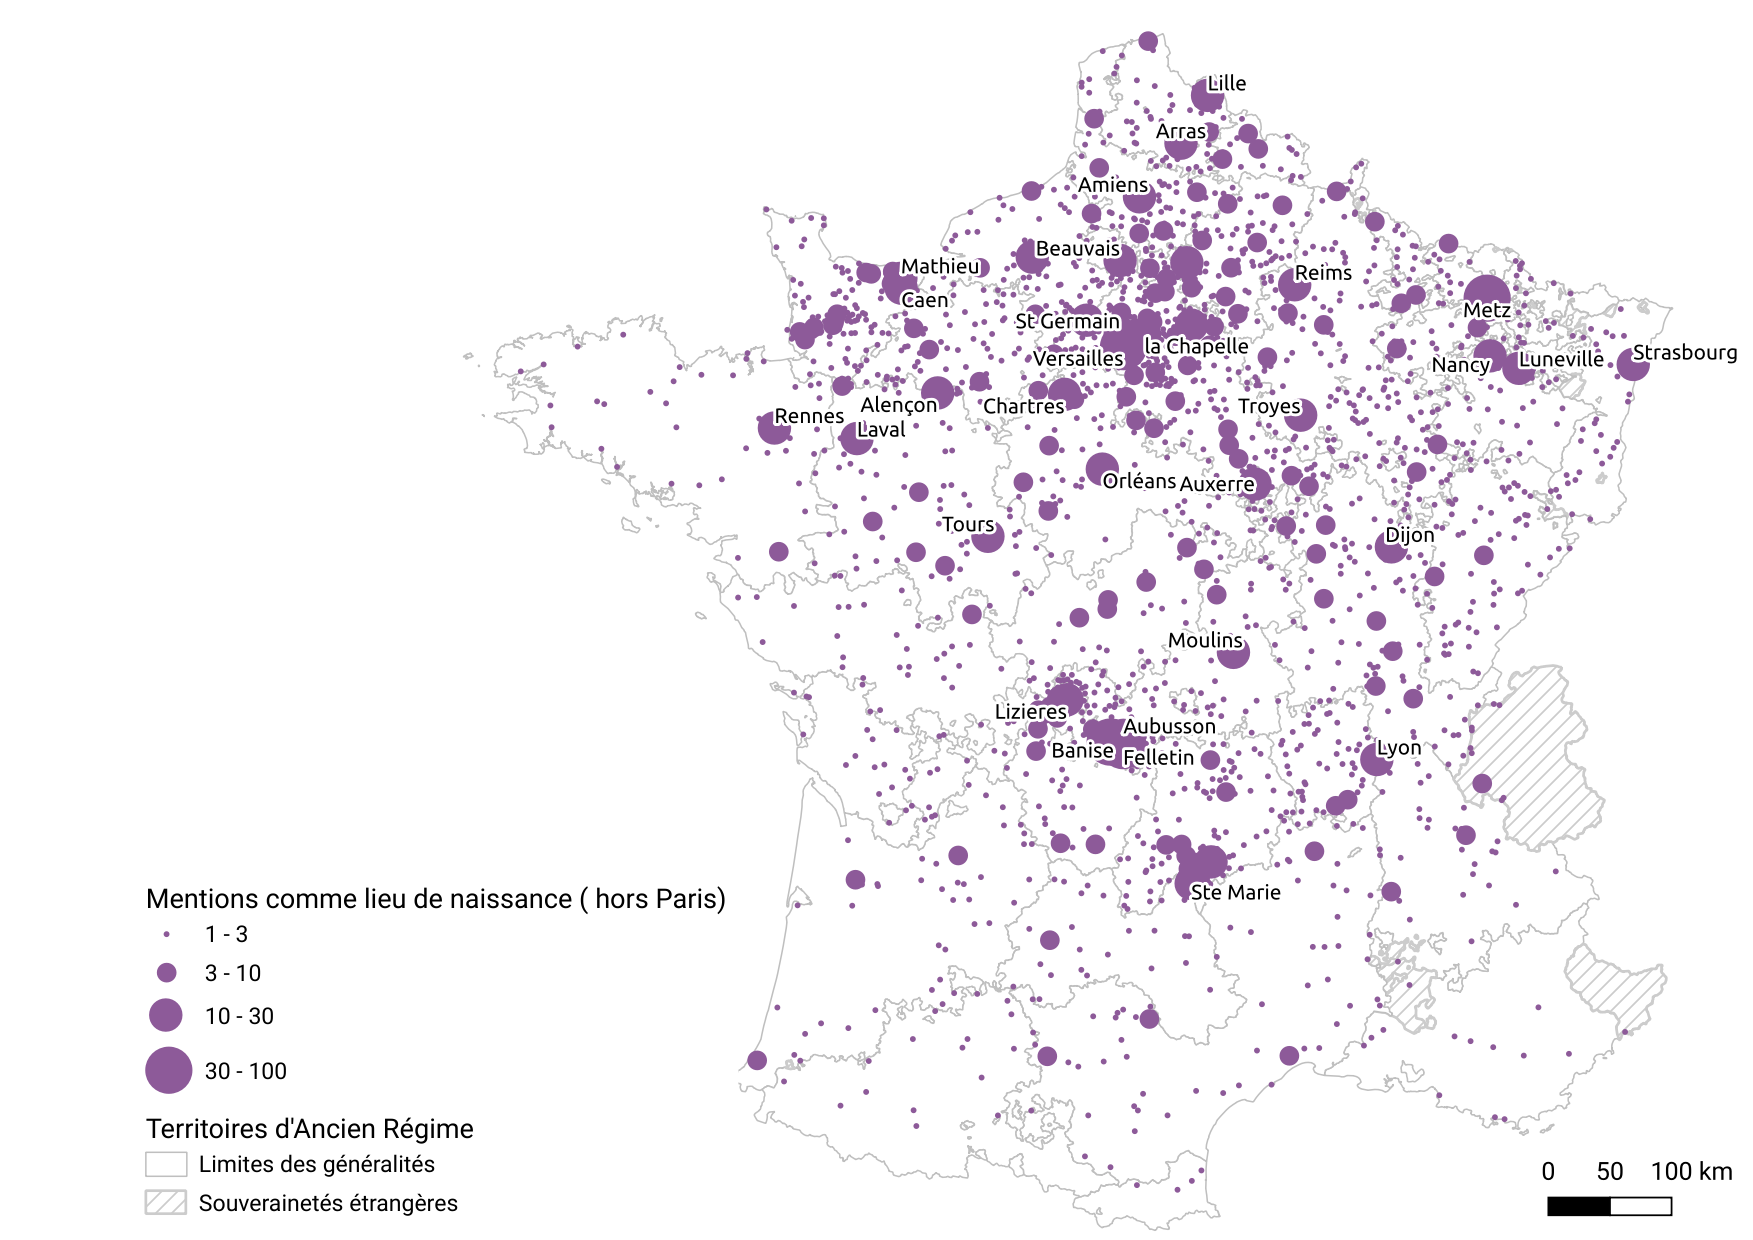 Lille
Arras
Amiens
Beauvais
Mathieu
Reims
Caen
Metz
St Germain
la Chapelle
Versailles
Nancy
Luneville
Strasbourg
Alençon
Chartres
Troyes
Rennes
Laval
Orléans
Auxerre
Tours
Dijon
Moulins
Lizieres
Aubusson
Banise
Felletin
Lyon
Ste Marie
Mentions comme lieu de naissance ( hors Paris)
1 - 3
3 - 10
10 - 30
30 - 100
Territoires d'Ancien Régime
Limites des généralités
Souverainetés étrangères
0 50 100 km